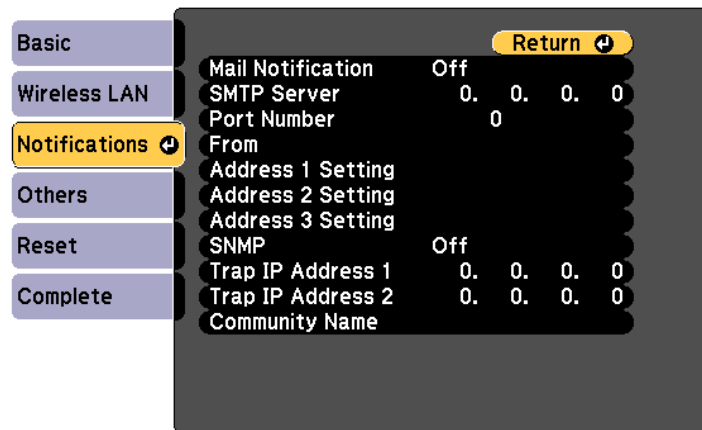 Basic
Wireless LAN
Notifications
Others
Reset
Complete
Return
Mail Notification Off
SMTP Server 0. 0. 0. 0
Port Number 0
From
Address 1 Setting
Address 2 Setting
Address 3 Setting
SNMP Off
Trap IP Address 1 0. 0. 0. 0
Trap IP Address 2 0. 0. 0. 0
Community Name